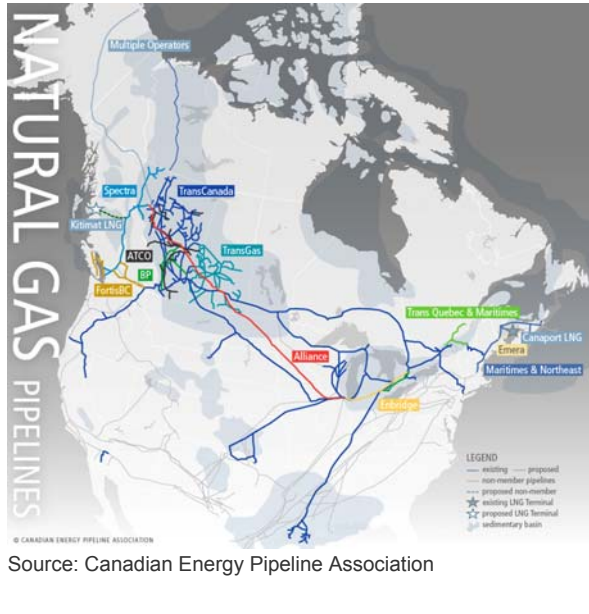 NATURAL GAS PIPELINES
Multiple Operators
Spectra
TransCanada
Kitimat LNG
ATCO
TransGas
BP
FortisBC
Trans Quebec & Maritimes
Canaport LNG
Emera
Alliance
Maritimes & Northeast
Enbridge
LEGEND
existing proposed
non-member pipelines
proposed non-member
existing LNG Terminal
proposed LNG Terminal
sedimentary basin
© CANADIAN ENERGY PIPELINE ASSOCIATION
Source: Canadian Energy Pipeline Association